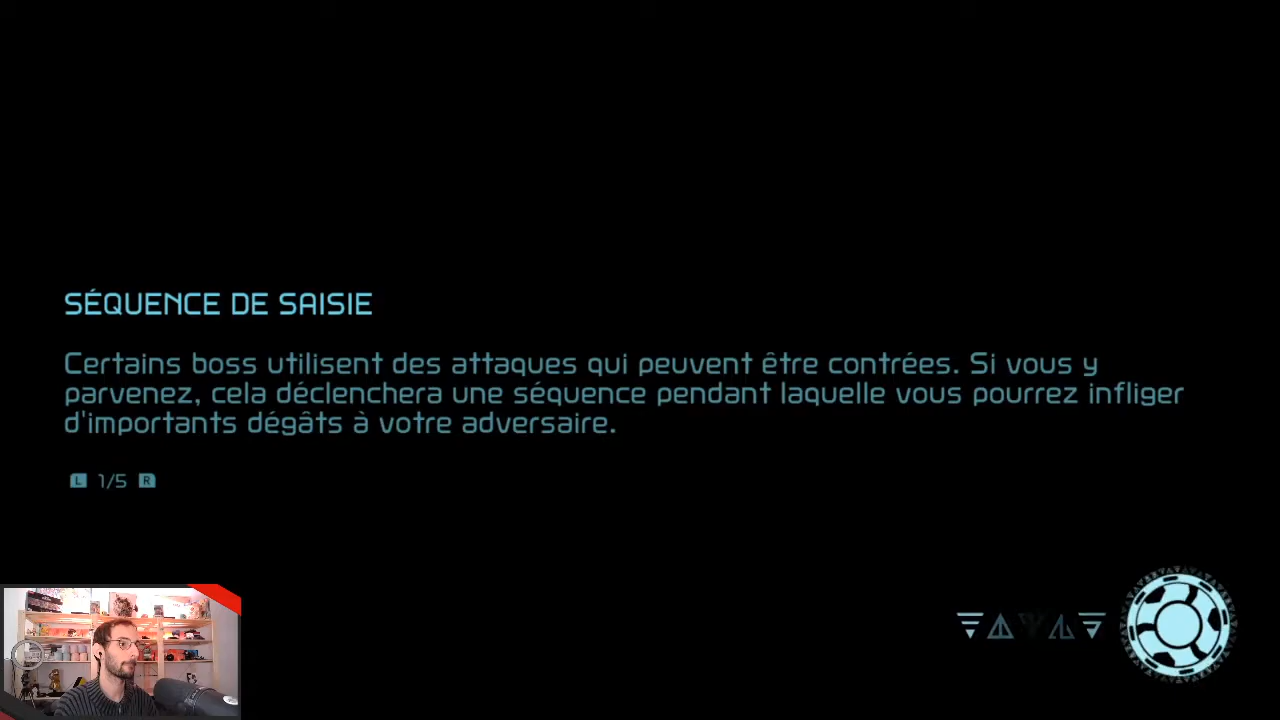 SÉQUENCE DE SAISIE
Certains boss utilisent des attaques qui peuvent être contrées. Si vous y
parvenez, cela déclenchera une séquence pendant laquelle vous pourrez infliger
d'importants dégâts à votre adversaire.
L 1/5 R